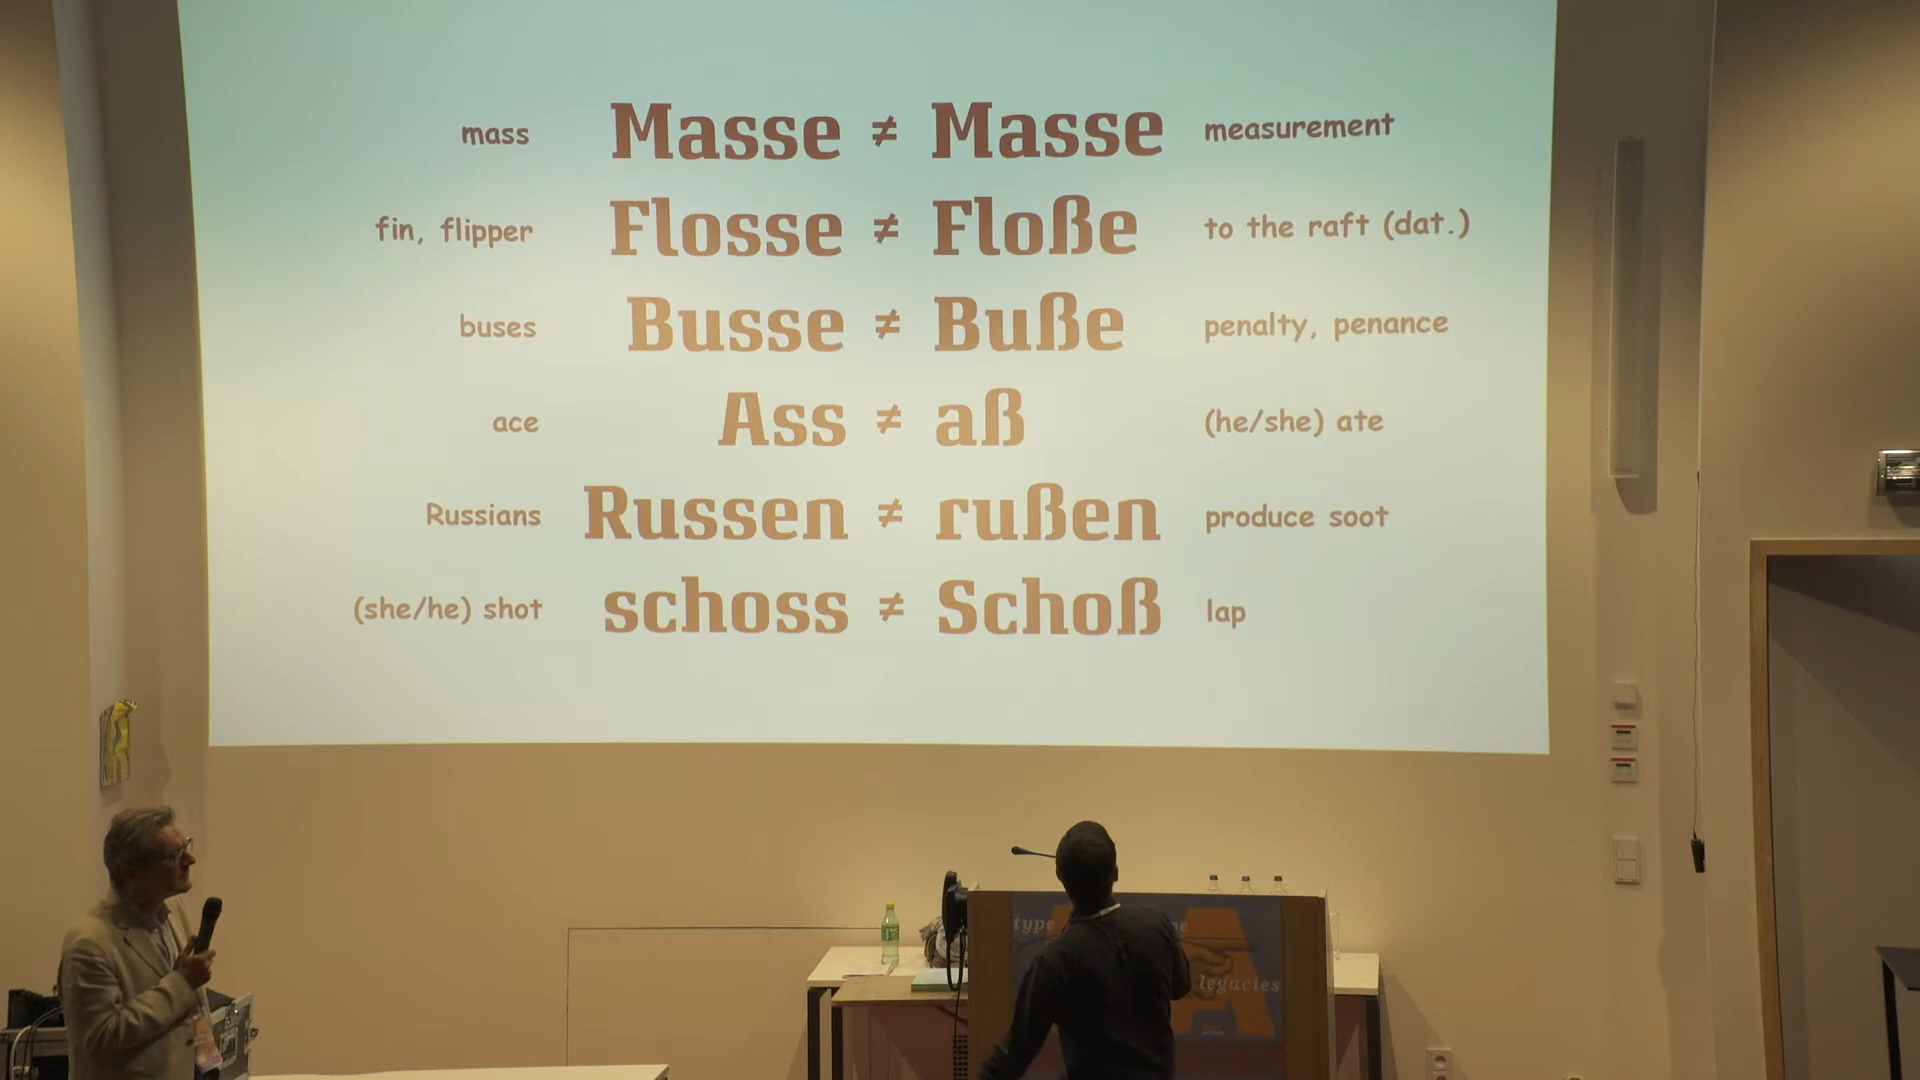 mass Masse ≠ Masse measurement
fin, flipper Flosse ≠ Floße to the raft (dat.)
buses Busse ≠ Buße penalty, penance
ace Ass ≠ aß (he/she) ate
Russians Russen ≠ rußen produce soot
(she/he) shot schoss ≠ Schoß lap
type
legacies